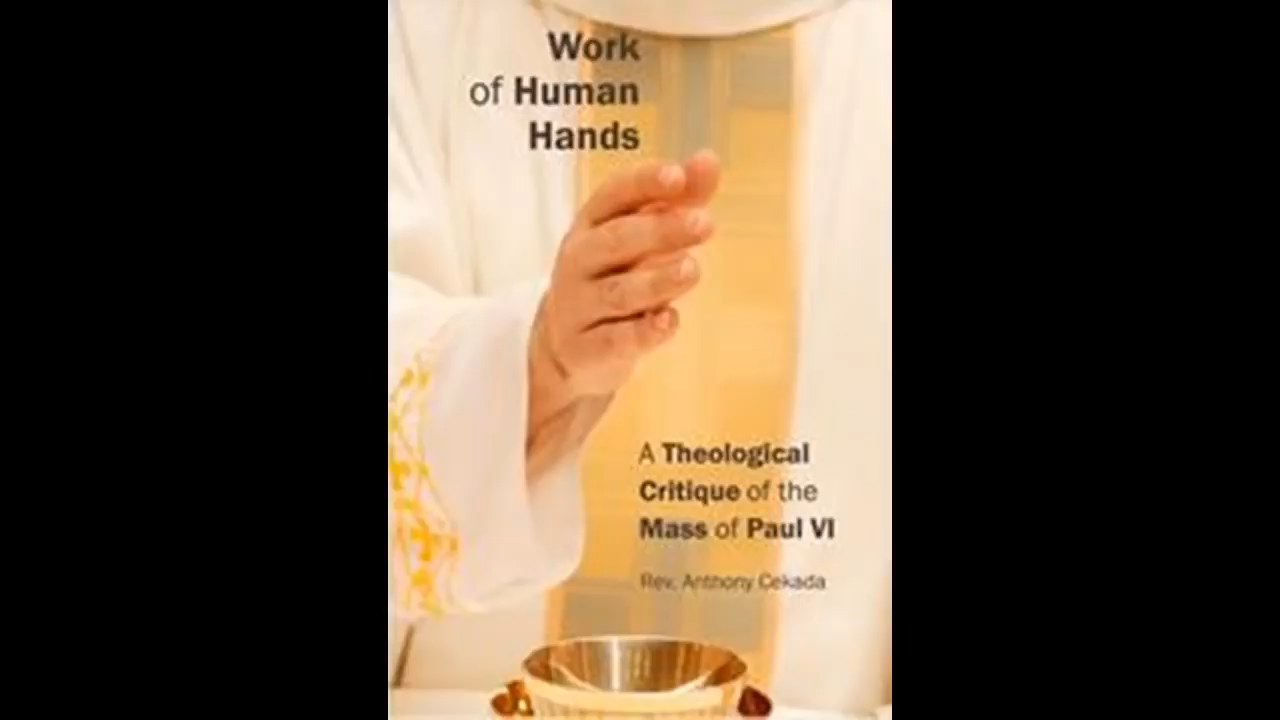 Work
of Human
Hands
A Theological
Critique of the
Mass of Paul VI
Rev. Anthony Cekada